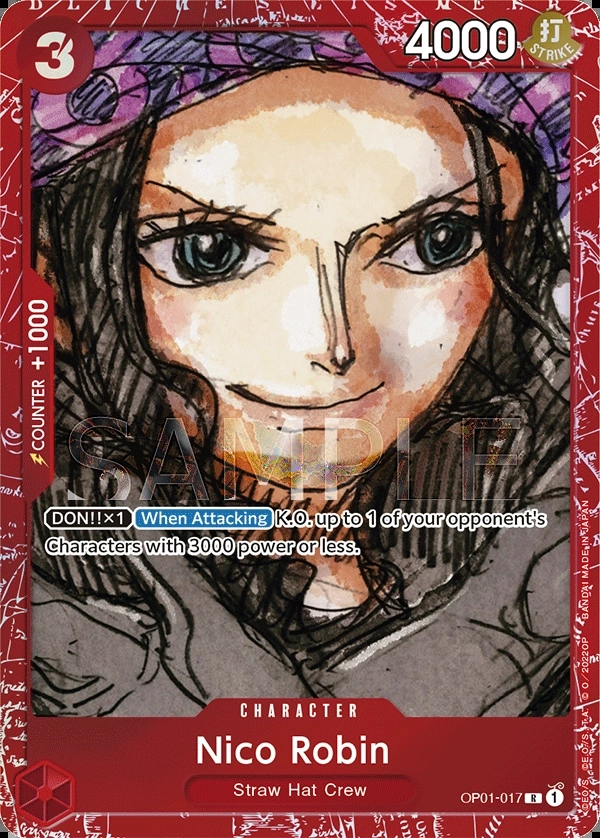 3
4000
打
STRIKE
COUNTER +1000
SAMPLE
DON!!×1 When Attacking K.O. up to 1 of your opponent's
Characters with 3000 power or less.
CHARACTER
Nico Robin
Straw Hat Crew
OP01-017 R 1
BANDAI MADE IN JAPAN